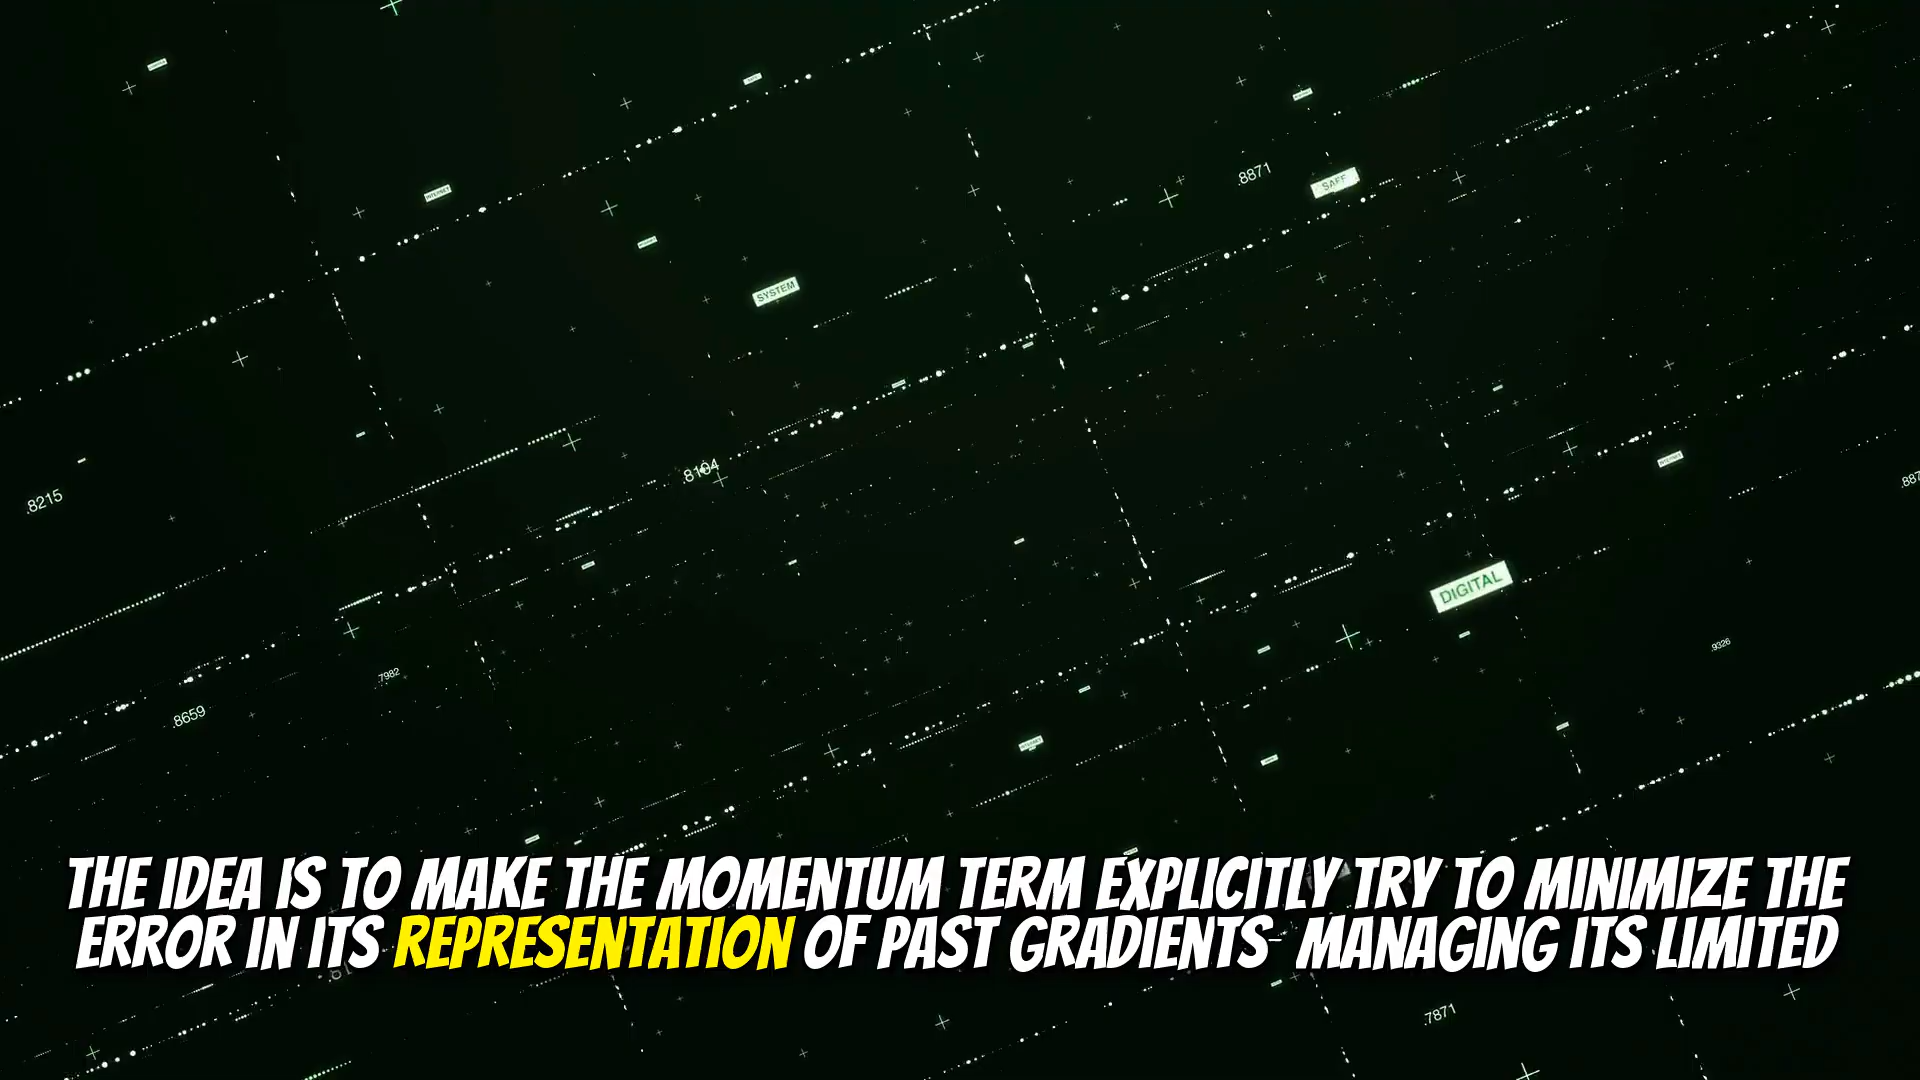 .8871
SAFE
SYSTEM
.8194
.8215
DIGITAL
.9326
.7982
.8659
THE IDEA IS TO MAKE THE MOMENTUM TERM EXPLICITLY TRY TO MINIMIZE THE
ERROR IN ITS REPRESENTATION OF PAST GRADIENTS- MANAGING ITS LIMITED
.7871